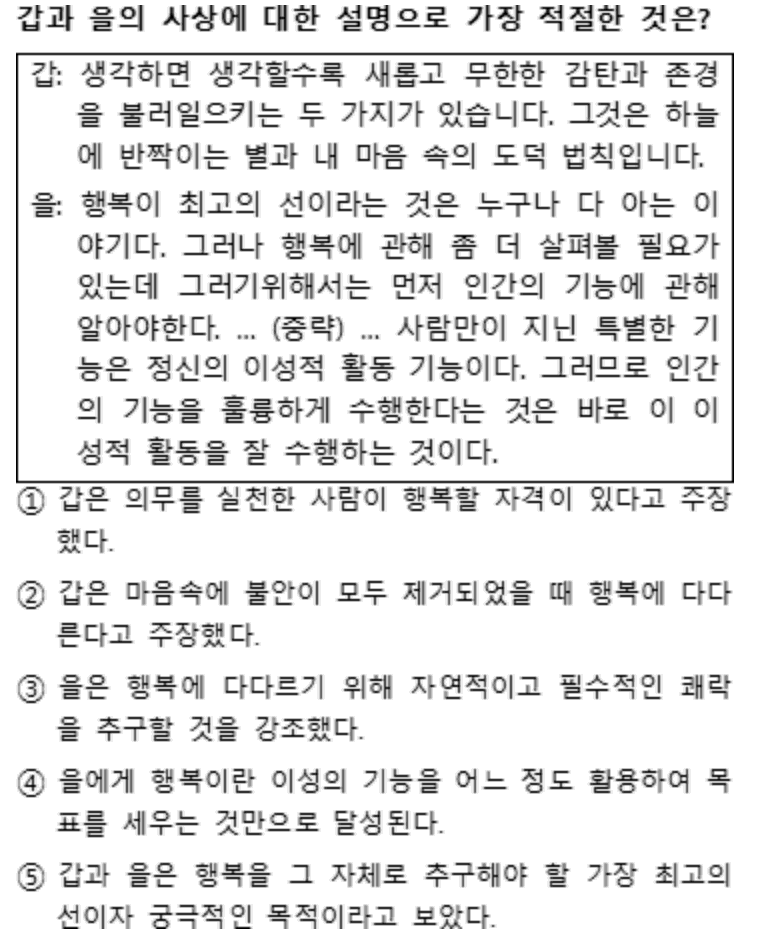 갑과 을의 사상에 대한 설명으로 가장 적절한 것은?
갑: 생각하면 생각할수록 새롭고 무한한 감탄과 존경
을 불러일으키는 두 가지가 있습니다. 그것은 하늘
에 반짝이는 별과 내 마음 속의 도덕 법칙입니다.
을: 행복이 최고의 선이라는 것은 누구나 다 아는 이
야기다. 그러나 행복에 관해 좀 더 살펴볼 필요가
있는데 그러기위해서는 먼저 인간의 기능에 관해
알아야한다. ... (중략) ... 사람만이 지닌 특별한 기
능은 정신의 이성적 활동 기능이다. 그러므로 인간
의 기능을 훌륭하게 수행한다는 것은 바로 이 이
성적 활동을 잘 수행하는 것이다.
① 갑은 의무를 실천한 사람이 행복할 자격이 있다고 주장
했다.
② 갑은 마음속에 불안이 모두 제거되었을 때 행복에 다다
른다고 주장했다.
③ 을은 행복에 다다르기 위해 자연적이고 필수적인 쾌락
을 추구할 것을 강조했다.
④ 을에게 행복이란 이성의 기능을 어느 정도 활용하여 목
표를 세우는 것만으로 달성된다.
⑤ 갑과 을은 행복을 그 자체로 추구해야 할 가장 최고의
선이자 궁극적인 목적이라고 보았다.